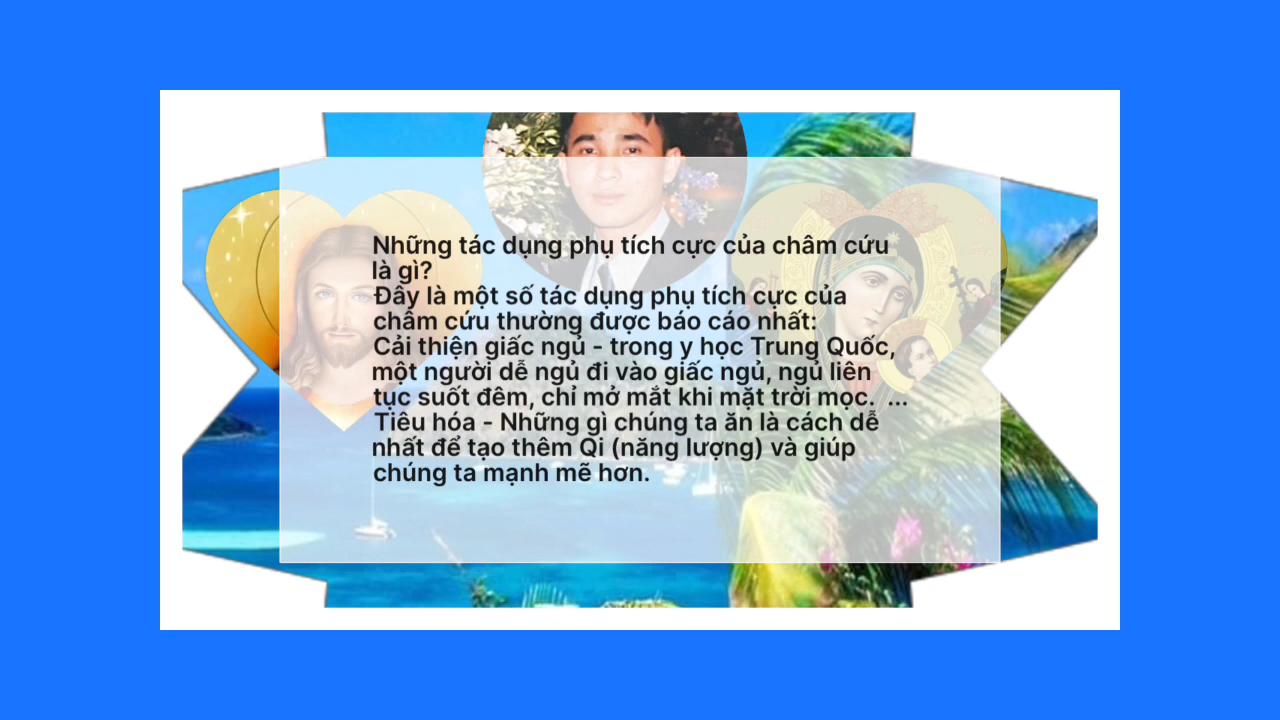 Những tác dụng phụ tích cực của châm cứu
là gì?
Đây là một số tác dụng phụ tích cực của
châm cứu thường được báo cáo nhất:
Cải thiện giấc ngủ - trong y học Trung Quốc,
một người dễ ngủ đi vào giấc ngủ, ngủ liên
tục suốt đêm, chỉ mở mắt khi mặt trời mọc. ...
Tiêu hóa - Những gì chúng ta ăn là cách dễ
nhất để tạo thêm Qi (năng lượng) và giúp
chúng ta mạnh mẽ hơn.